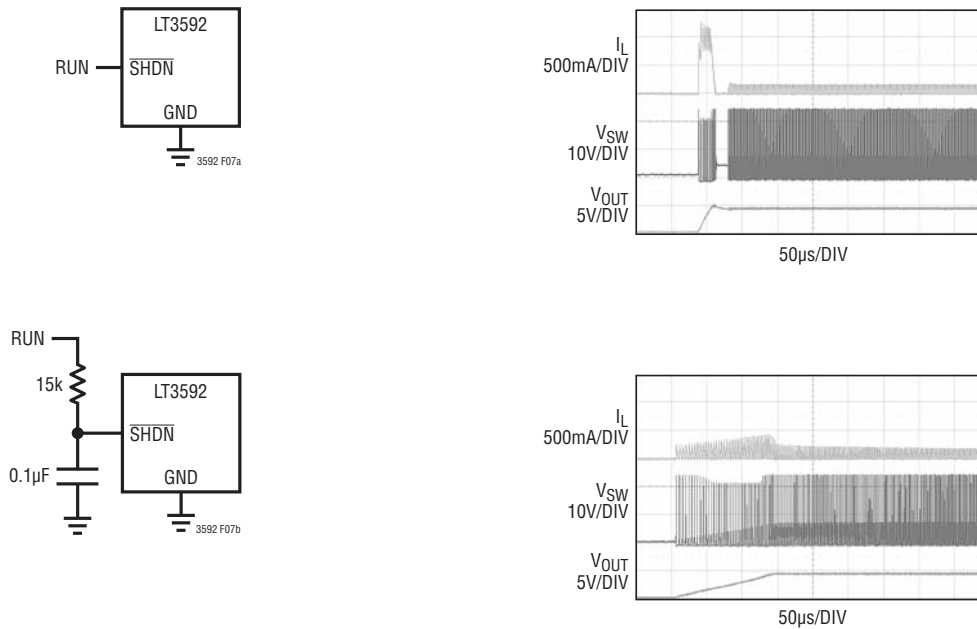 LT3592
RUN
SHDN
GND
3592 F07a
I_L
500mA/DIV
V_SW
10V/DIV
V_OUT
5V/DIV
50µs/DIV
RUN
15k
LT3592
SHDN
0.1µF
GND
3592 F07b
I_L
500mA/DIV
V_SW
10V/DIV
V_OUT
5V/DIV
50µs/DIV